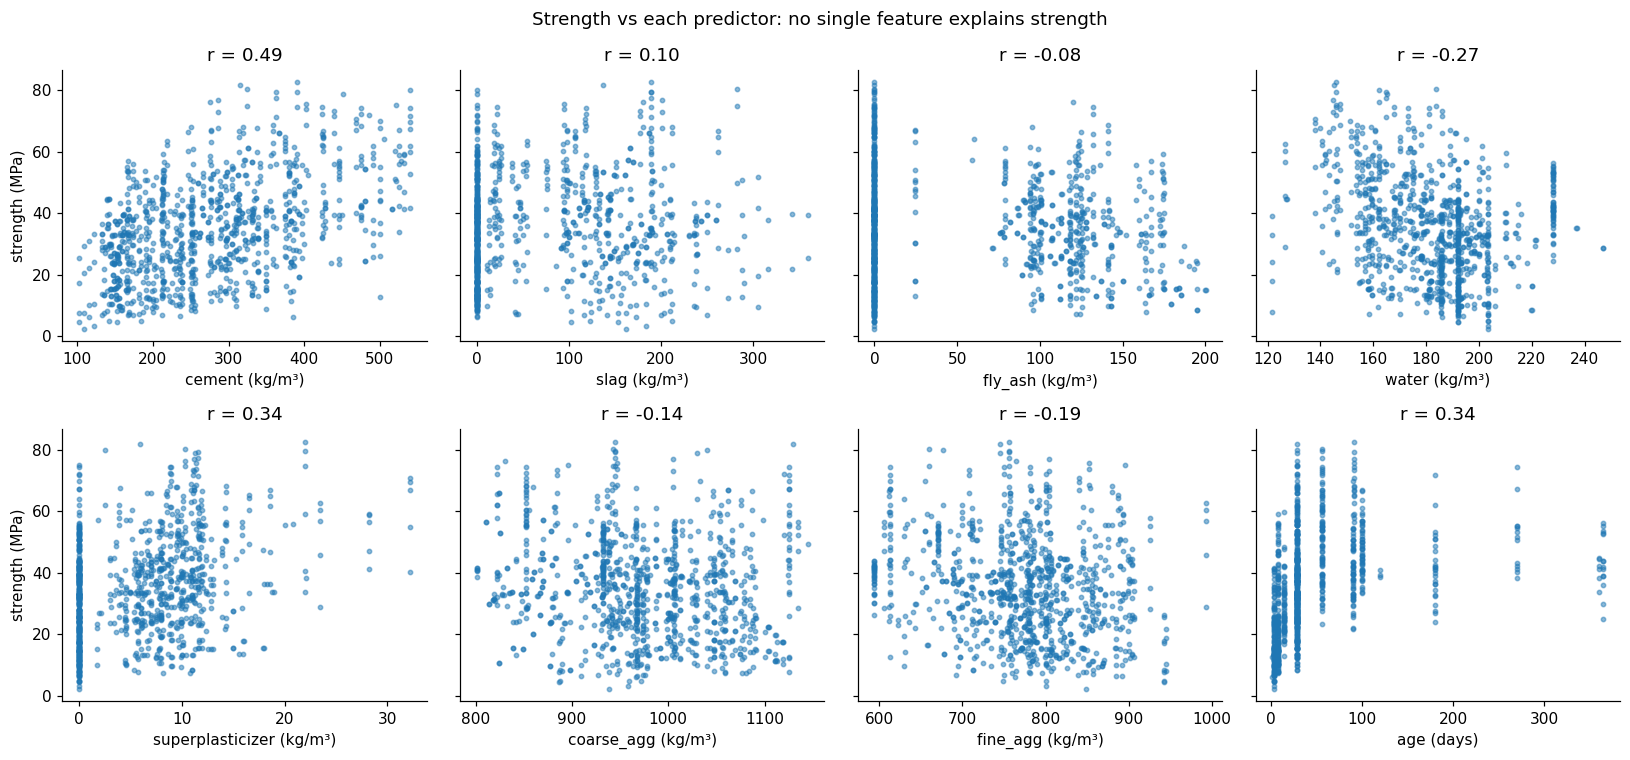 Strength vs each predictor: no single feature explains strength
r = 0.49
r = 0.10
r = -0.08
r = -0.27
80
60
40
20
0
strength (MPa)
100 200 300 400 500
0 100 200 300
0 50 100 150 200
120 140 160 180 200 220 240
cement (kg/m³)
slag (kg/m³)
fly_ash (kg/m³)
water (kg/m³)
r = 0.34
r = -0.14
r = -0.19
r = 0.34
80
60
40
20
0
strength (MPa)
0 10 20 30
800 900 1000 1100
600 700 800 900 1000
0 100 200 300
superplasticizer (kg/m³)
coarse_agg (kg/m³)
fine_agg (kg/m³)
age (days)